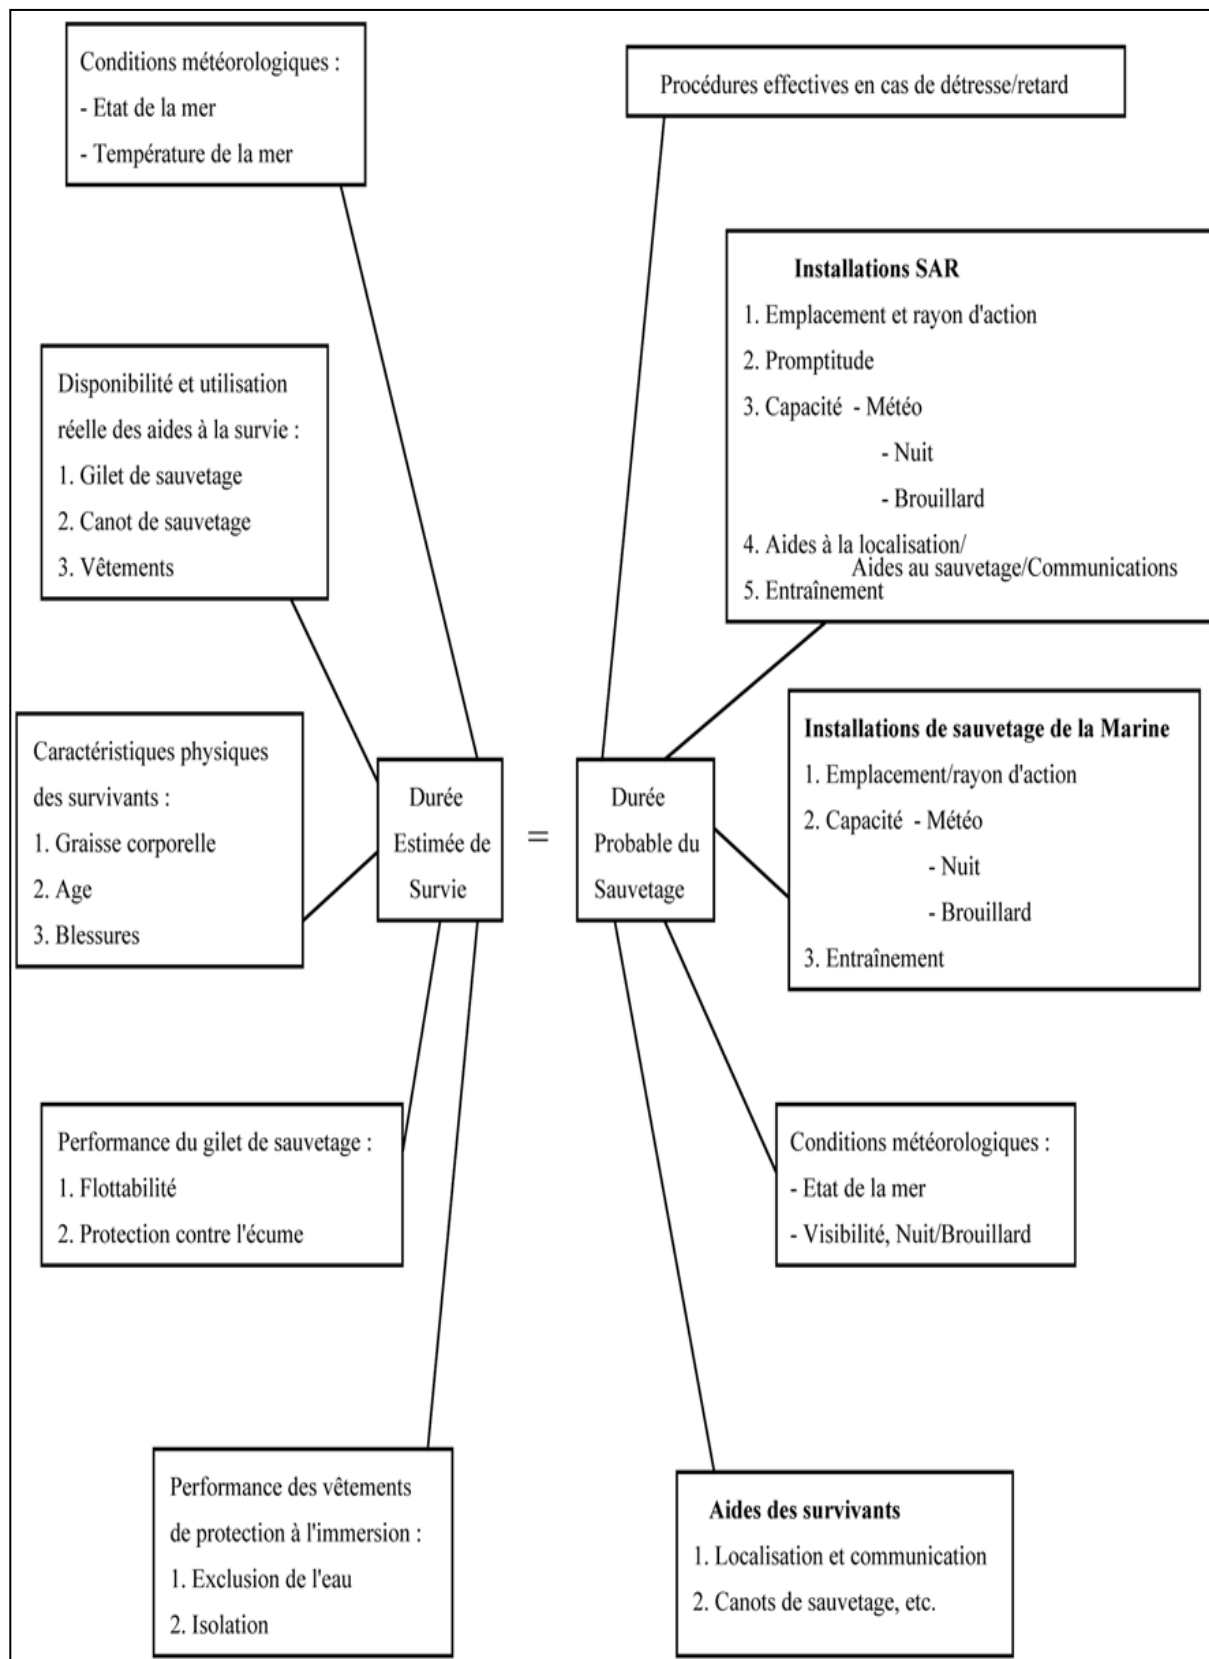 Conditions météorologiques :
- Etat de la mer
- Température de la mer
Procédures effectives en cas de détresse/retard
Installations SAR
1. Emplacement et rayon d'action
2. Promptitude
3. Capacité - Météo
- Nuit
- Brouillard
4. Aides à la localisation/
Aides au sauvetage/Communications
5. Entraînement
Disponibilité et utilisation
réelle des aides à la survie :
1. Gilet de sauvetage
2. Canot de sauvetage
3. Vêtements
Caractéristiques physiques
des survivants :
1. Graisse corporelle
2. Age
3. Blessures
Durée
Estimée de
Survie
=
Durée
Probable du
Sauvetage
Installations de sauvetage de la Marine
1. Emplacement/rayon d'action
2. Capacité - Météo
- Nuit
- Brouillard
3. Entraînement
Performance du gilet de sauvetage :
1. Flottabilité
2. Protection contre l'écume
Conditions météorologiques :
- Etat de la mer
- Visibilité, Nuit/Brouillard
Performance des vêtements
de protection à l'immersion :
1. Exclusion de l'eau
2. Isolation
Aides des survivants
1. Localisation et communication
2. Canots de sauvetage, etc.